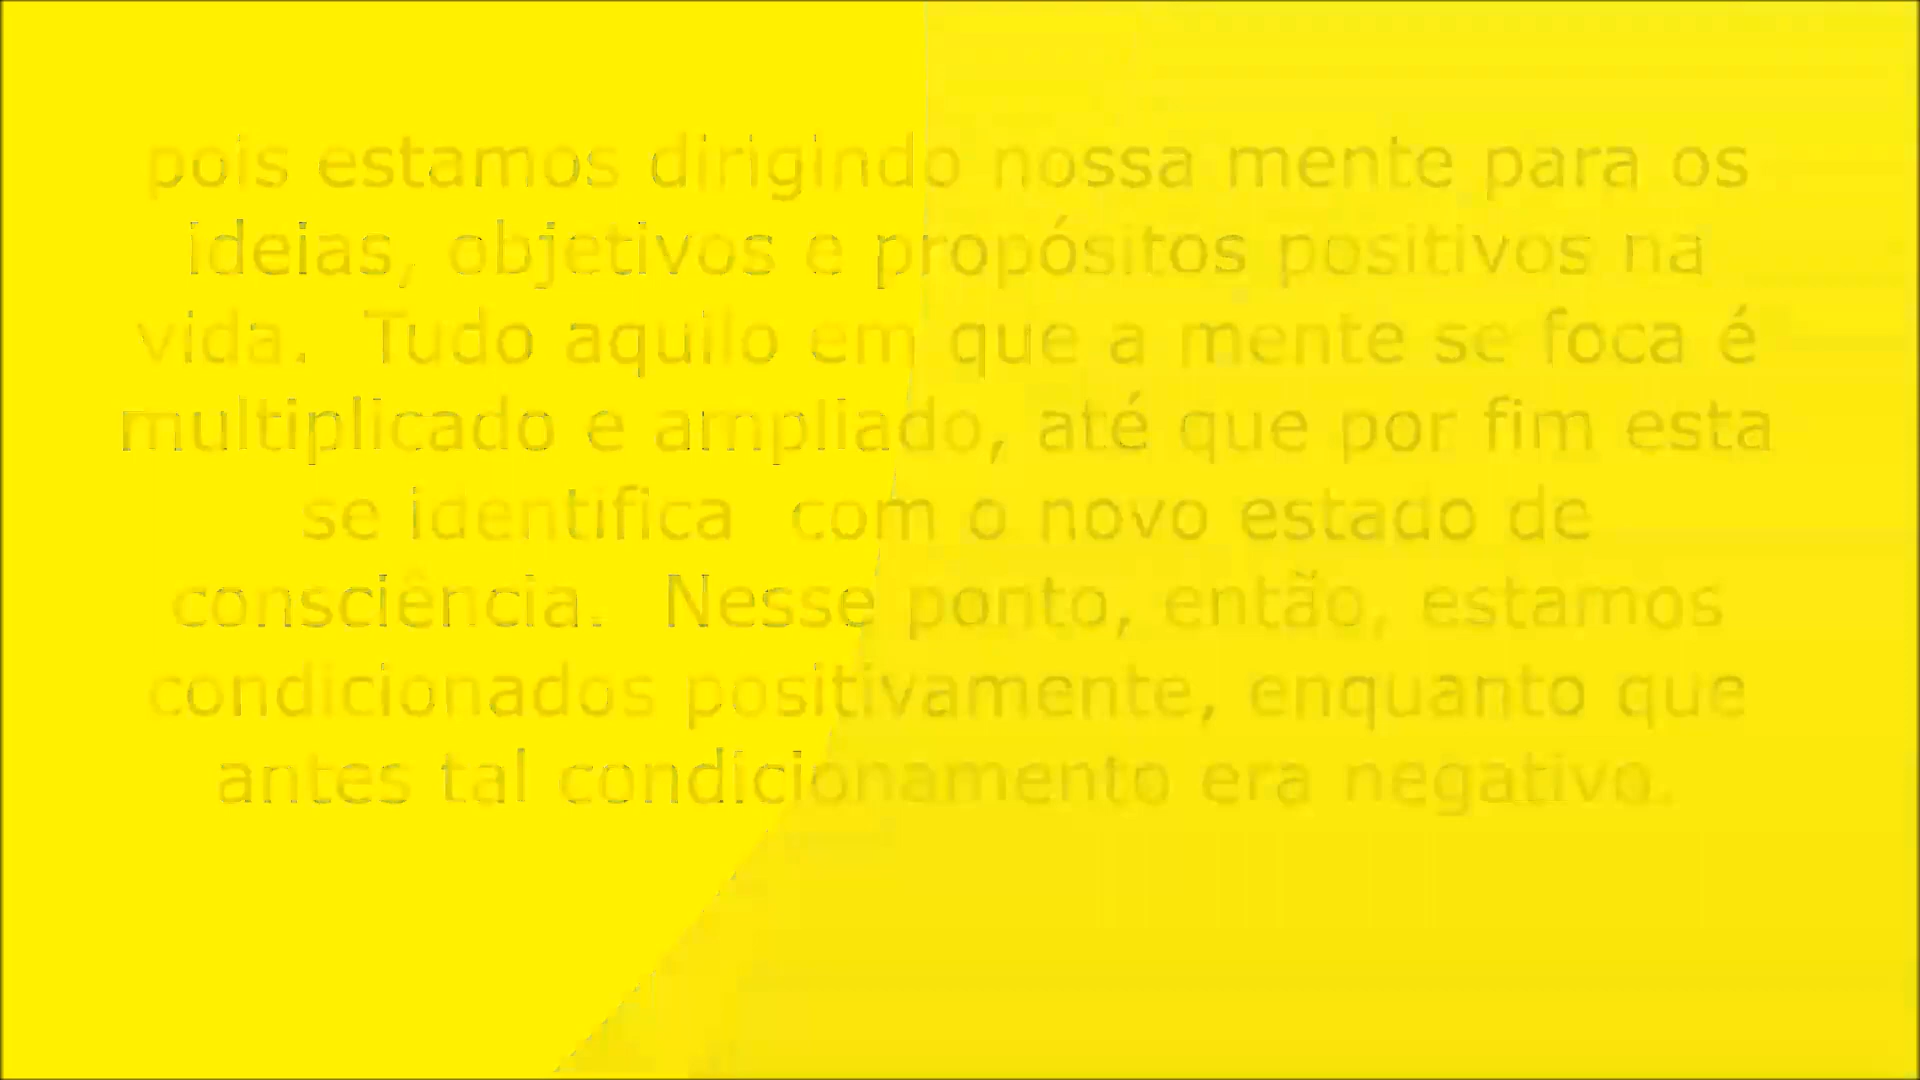 pois estamos dirigindo nossa mente para os
ideias, objetivos e propósitos positivos na
vida.  Tudo aquilo em que a mente se foca é
multiplicado e ampliado, até que por fim esta
se identifica  com o novo estado de
consciência.  Nesse ponto, então, estamos
condicionados positivamente, enquanto que
antes tal condicionamento era negativo.